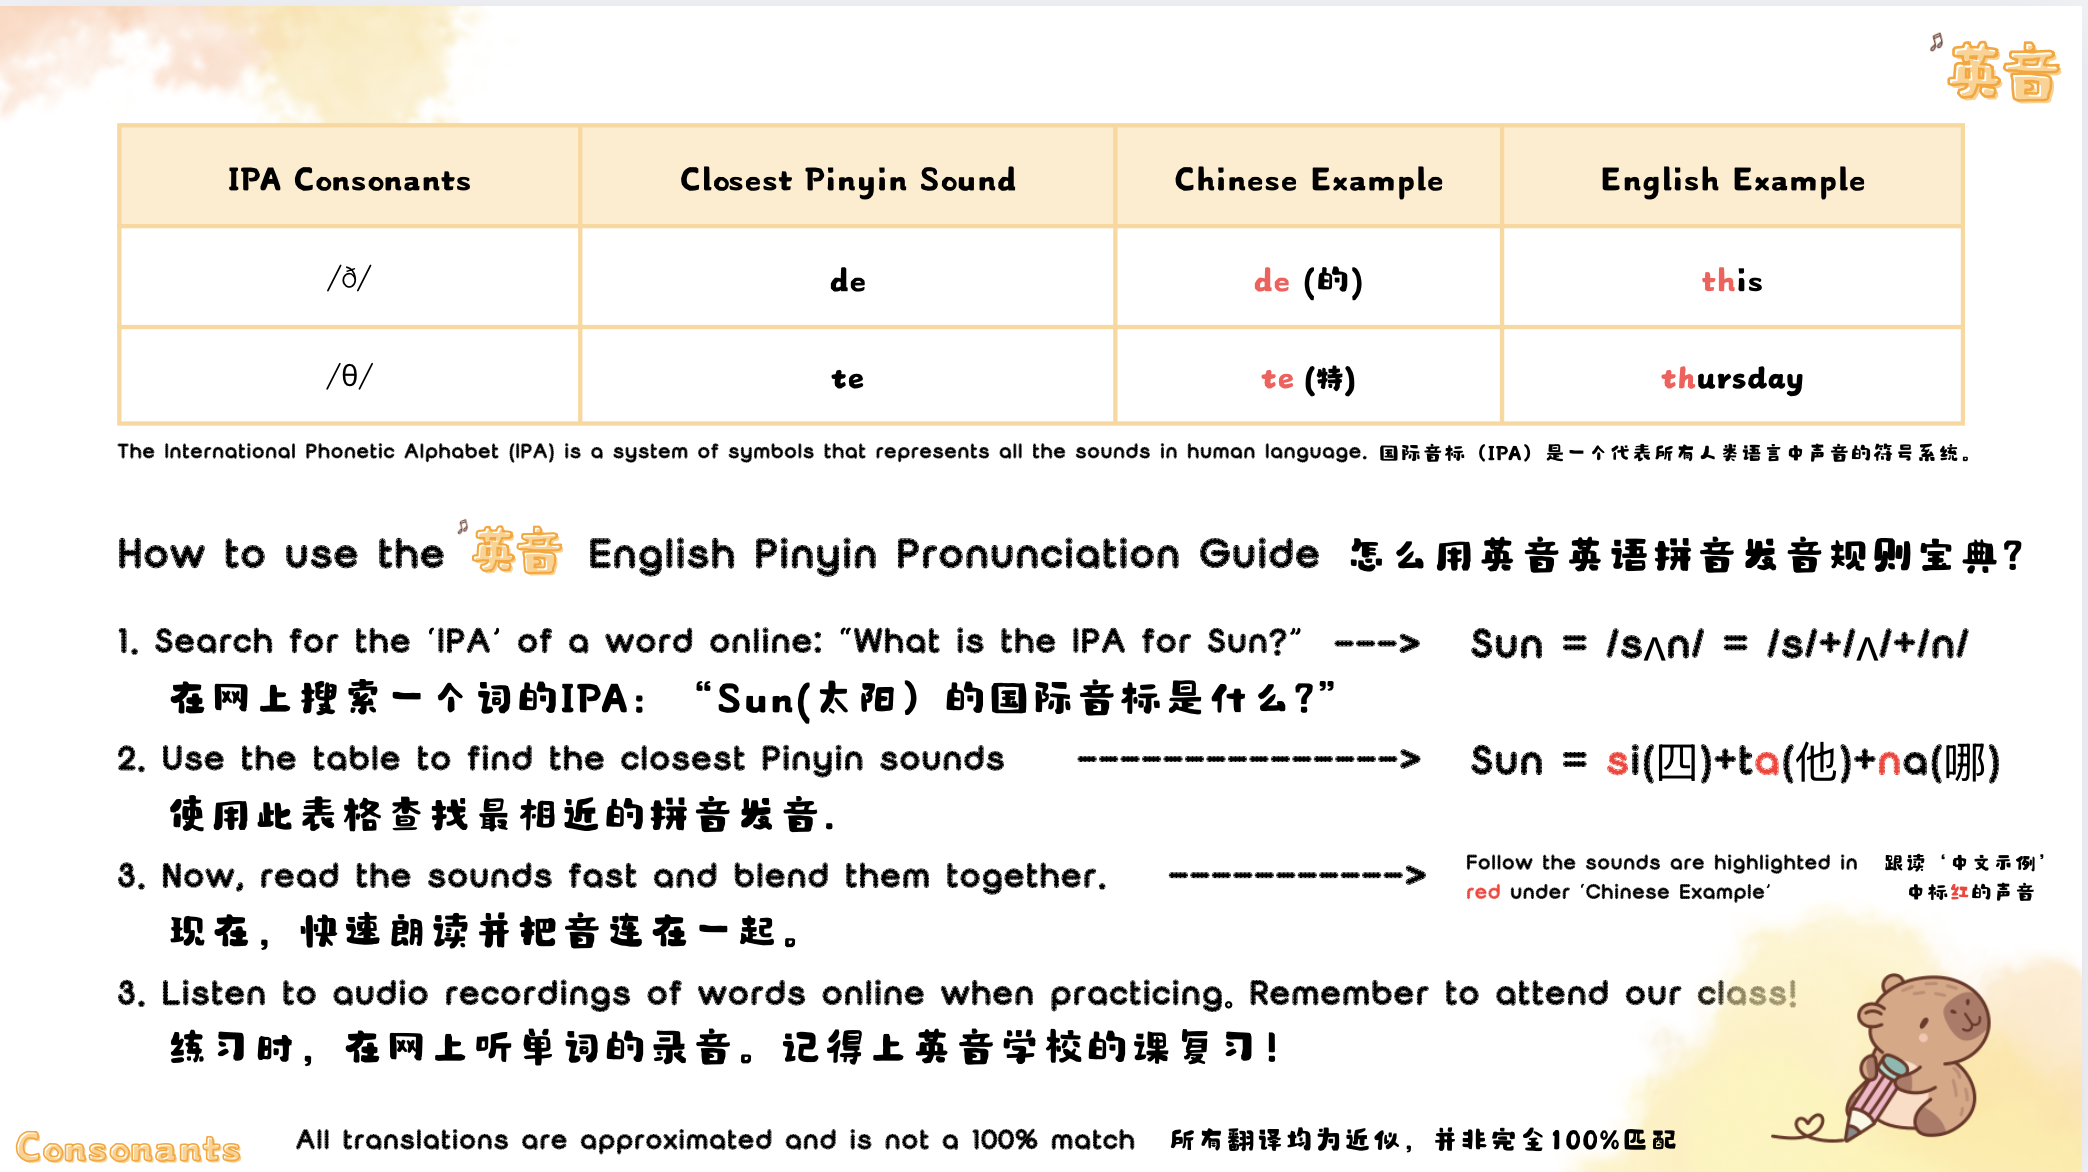 英音
IPA Consonants Closest Pinyin Sound Chinese Example English Example
/ð/ de de (的) this
/θ/ te te (特) thursday
The International Phonetic Alphabet (IPA) is a system of symbols that represents all the sounds in human language. 国际音标（IPA）是一个代表所有人类语言中声音的符号系统。
How to use the 英音 English Pinyin Pronunciation Guide 怎么用英音英语拼音发音规则宝典?
1. Search for the ‘IPA’ of a word online: “What is the IPA for Sun?” ---> Sun = /sʌn/ = /s/+/ʌ/+/n/
在网上搜索一个词的IPA: “Sun(太阳）的国际音标是什么?”
2. Use the table to find the closest Pinyin sounds ---------------> Sun = si(四)+ta(他)+na(哪)
使用此表格查找最相近的拼音发音.
3. Now, read the sounds fast and blend them together. -----------> Follow the sounds are highlighted in red under ‘Chinese Example’ 跟读‘中文示例’中标红的声音
现在，快速朗读并把音连在一起。
3. Listen to audio recordings of words online when practicing。Remember to attend our class!
练习时，在网上听单词的录音。记得上英音学校的课复习!
Consonants All translations are approximated and is not a 100% match 所有翻译均为近似，并非完全100%匹配